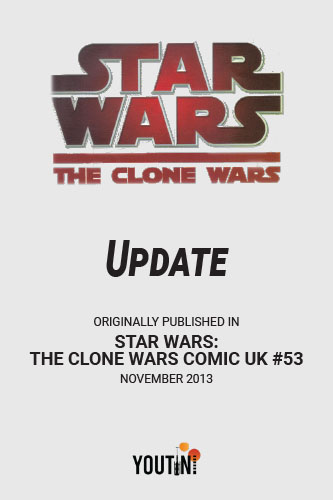 STAR
WARS
THE CLONE WARS
UPDATE
ORIGINALLY PUBLISHED IN
STAR WARS:
THE CLONE WARS COMIC UK #53
NOVEMBER 2013
YOUTINI